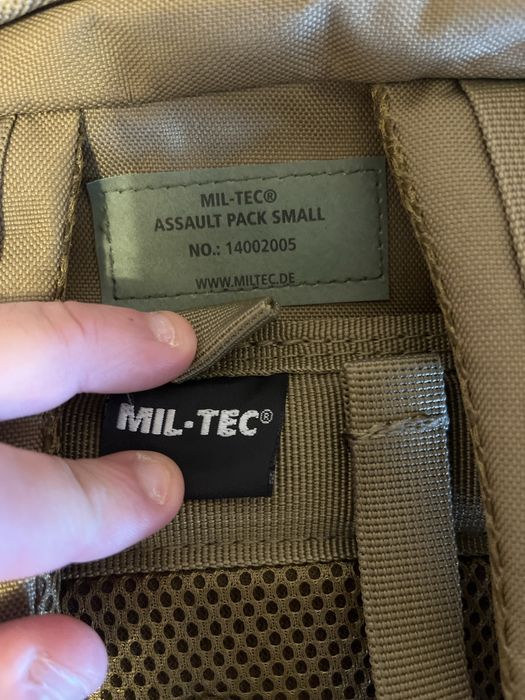 MIL-TEC®
ASSAULT PACK SMALL
NO.: 14002005
WWW.MILTEC.DE
MIL-TEC®